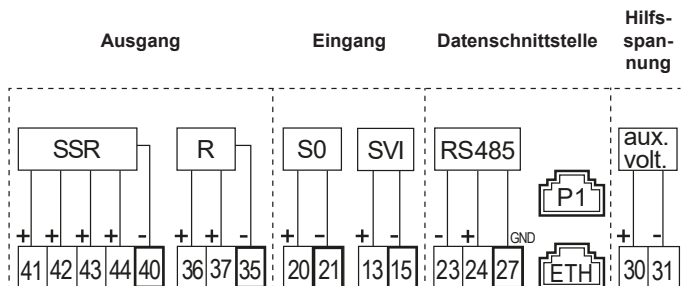 Ausgang Eingang Datenschnittstelle Hilfs-
span-
nung
SSR R S0 SVI RS485 aux.
volt.
P1
+ + + + - + + - + - + - - + GND + -
41 42 43 44 40 36 37 35 20 21 13 15 23 24 27 ETH 30 31